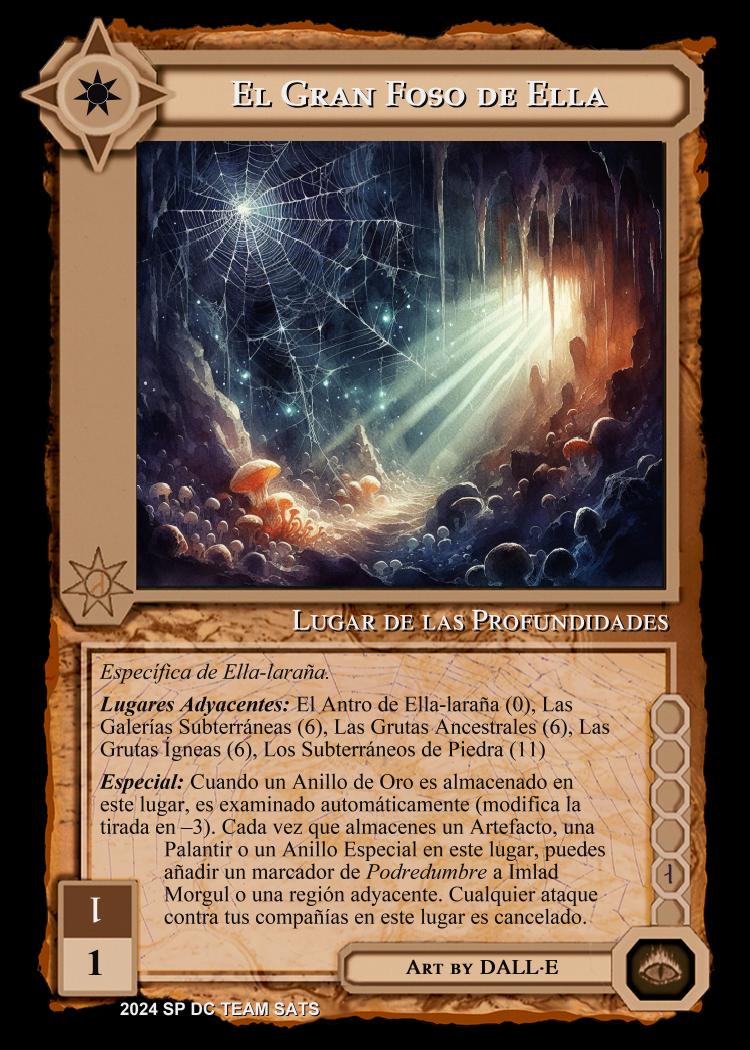 El Gran Foso de Ella
Lugar de las Profundidades
Específica de Ella-laraña.
Lugares Adyacentes: El Antro de Ella-laraña (0), Las
Galerías Subterráneas (6), Las Grutas Ancestrales (6), Las
Grutas Ígneas (6), Los Subterráneos de Piedra (11)
Especial: Cuando un Anillo de Oro es almacenado en
este lugar, es examinado automáticamente (modifica la
tirada en –3). Cada vez que almacenes un Artefacto, una
Palantir o un Anillo Especial en este lugar, puedes
añadir un marcador de Podredumbre a Imlad
Morgul o una región adyacente. Cualquier ataque
contra tus compañías en este lugar es cancelado.
1
1
Art by DALL·E
2024 SP DC TEAM SATS